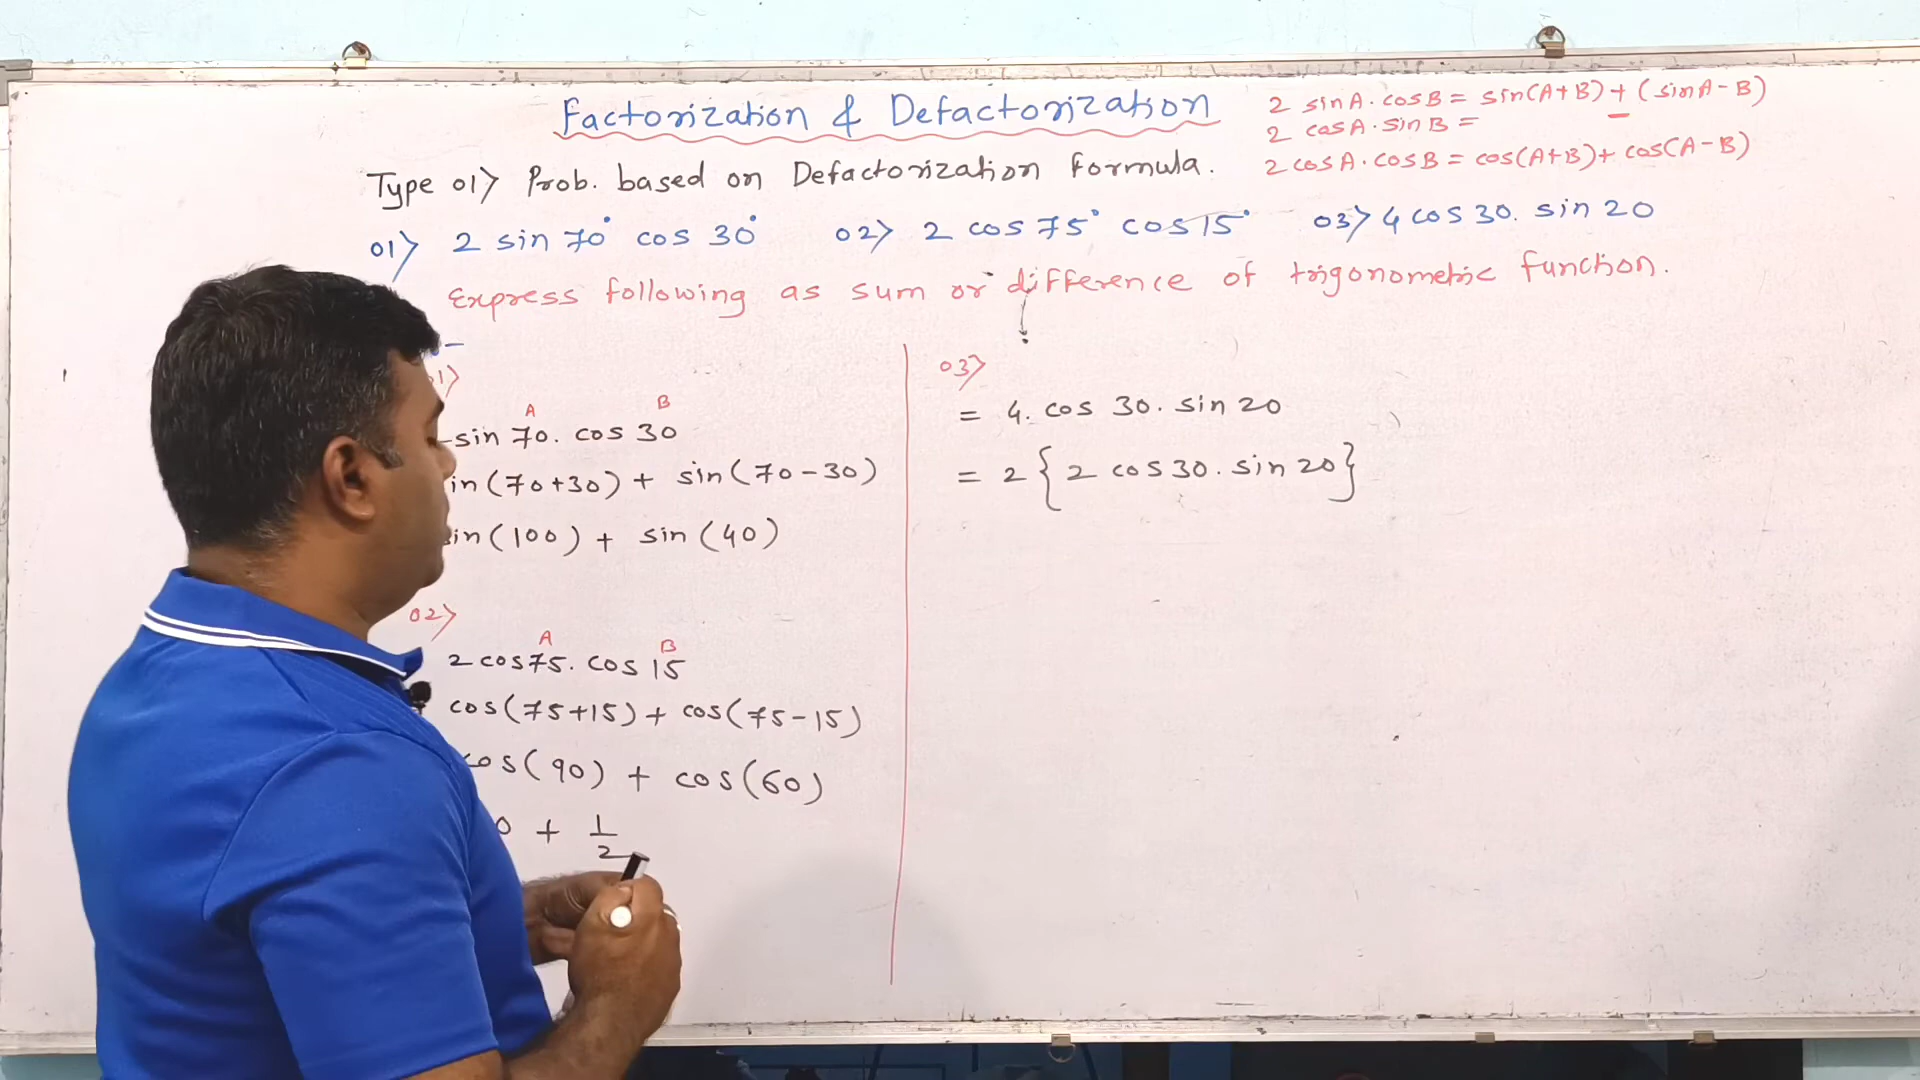 Factorization & Defactorization
2 sinA.cosB = sin(A+B) + (sinA-B)
2 cosA.sinB =
2 cosA.cosB = cos(A+B) + cos(A-B)
Type 01> Prob. based on Defactorization Formula.
01> 2 sin 70° cos 30° 02> 2 cos 75° cos 15° 03> 4 cos 30. sin 20
Express following as sum or difference of trigonometric function.
1>
A B
sin 70. cos 30
in(70+30) + sin(70-30)
in(100) + sin(40)
02>
A B
2 cos75. cos 15
cos(75+15) + cos(75-15)
cos(90) + cos(60)
0 + 1/2
03>
= 4. cos 30. sin 20
= 2{2 cos30. sin 20}